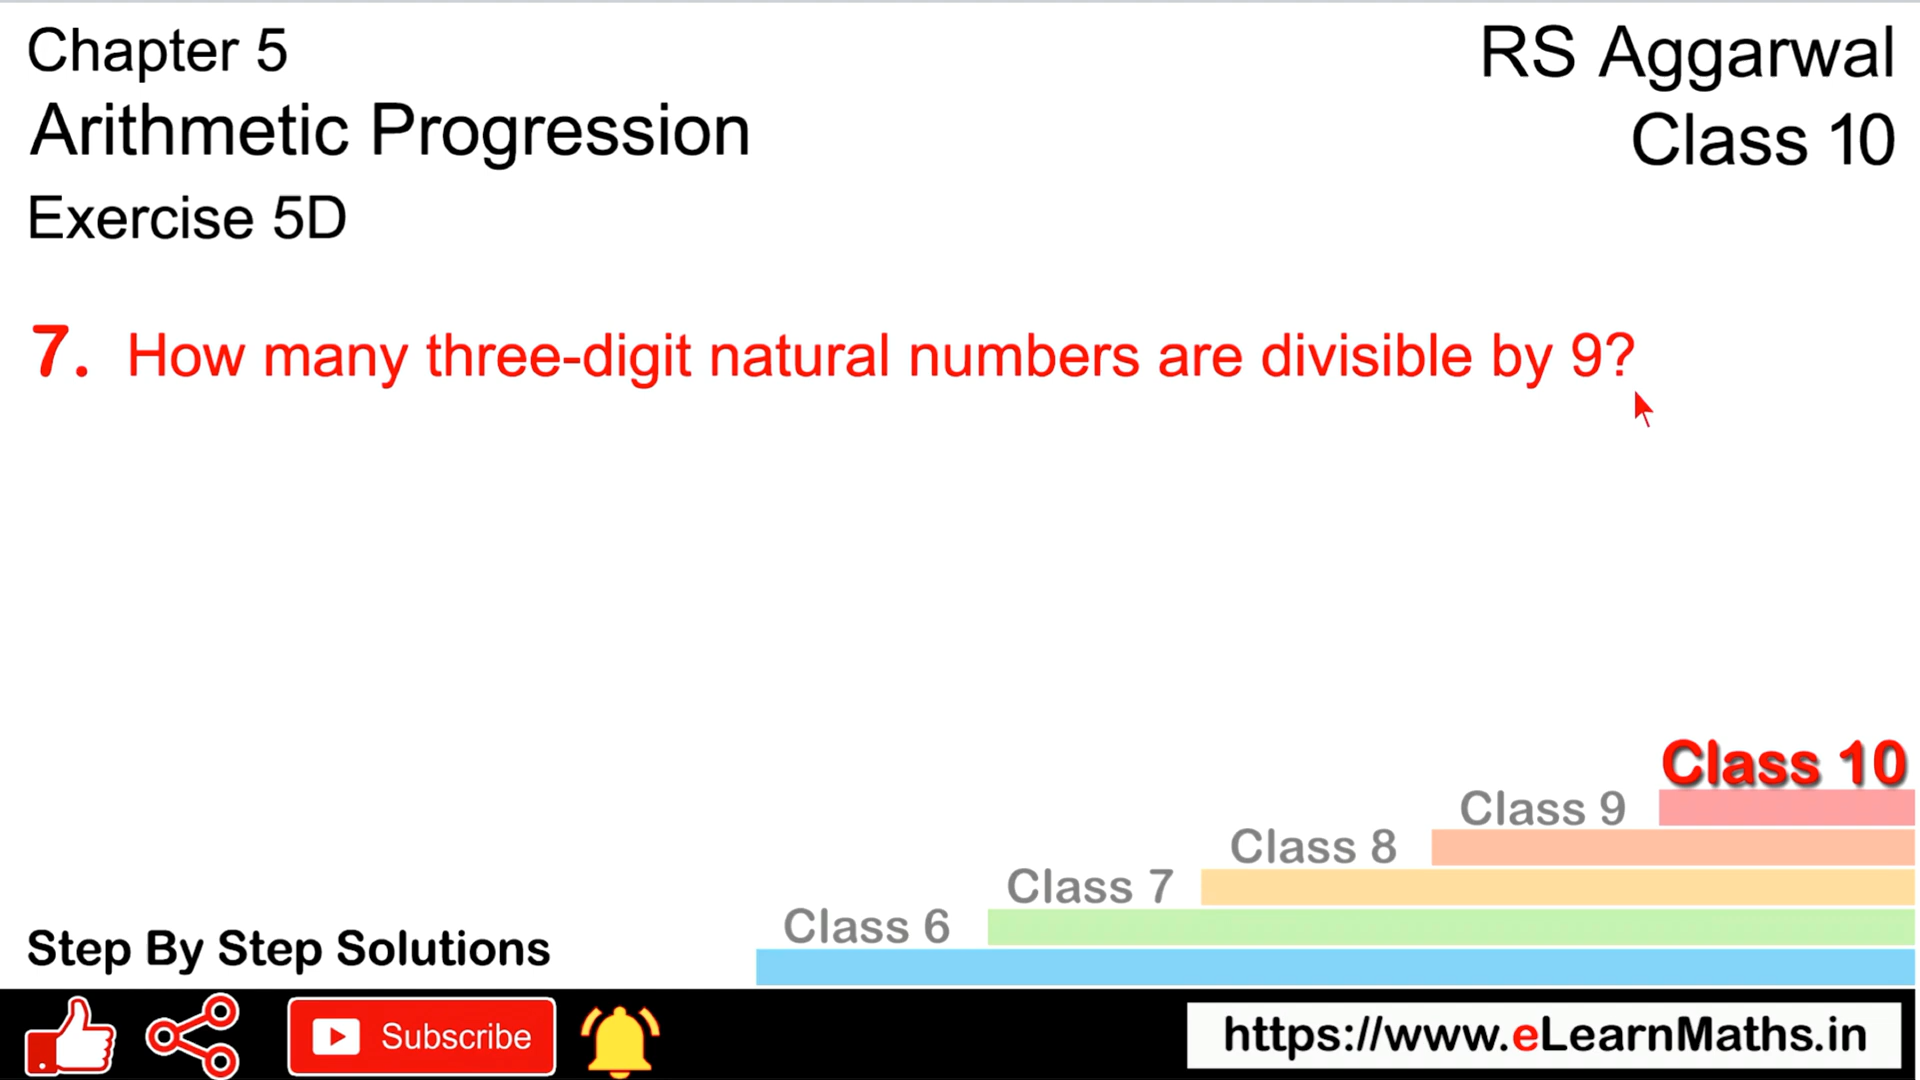 Chapter 5
Arithmetic Progression
Exercise 5D
RS Aggarwal
Class 10
7. How many three-digit natural numbers are divisible by 9?
Class 10
Class 9
Class 8
Class 7
Class 6
Step By Step Solutions
Subscribe
https://www.eLearnMaths.in